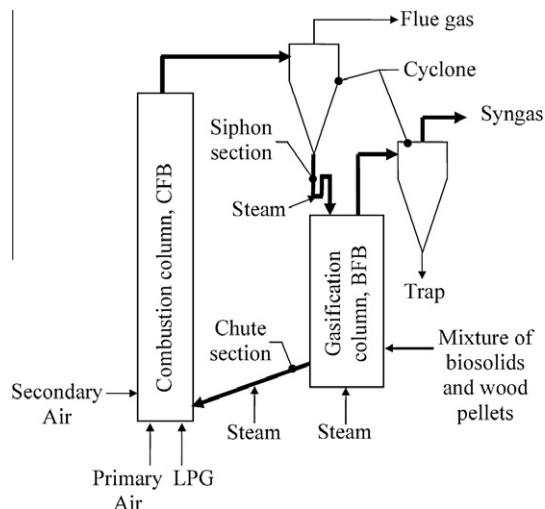 Flue gas
Cyclone
Syngas
Siphon
section
Steam
Combustion column, CFB
Gasification
column, BFB
Trap
Chute
section
Mixture of
biosolids
and wood
pellets
Secondary
Air
Steam
Steam
Primary
Air
LPG